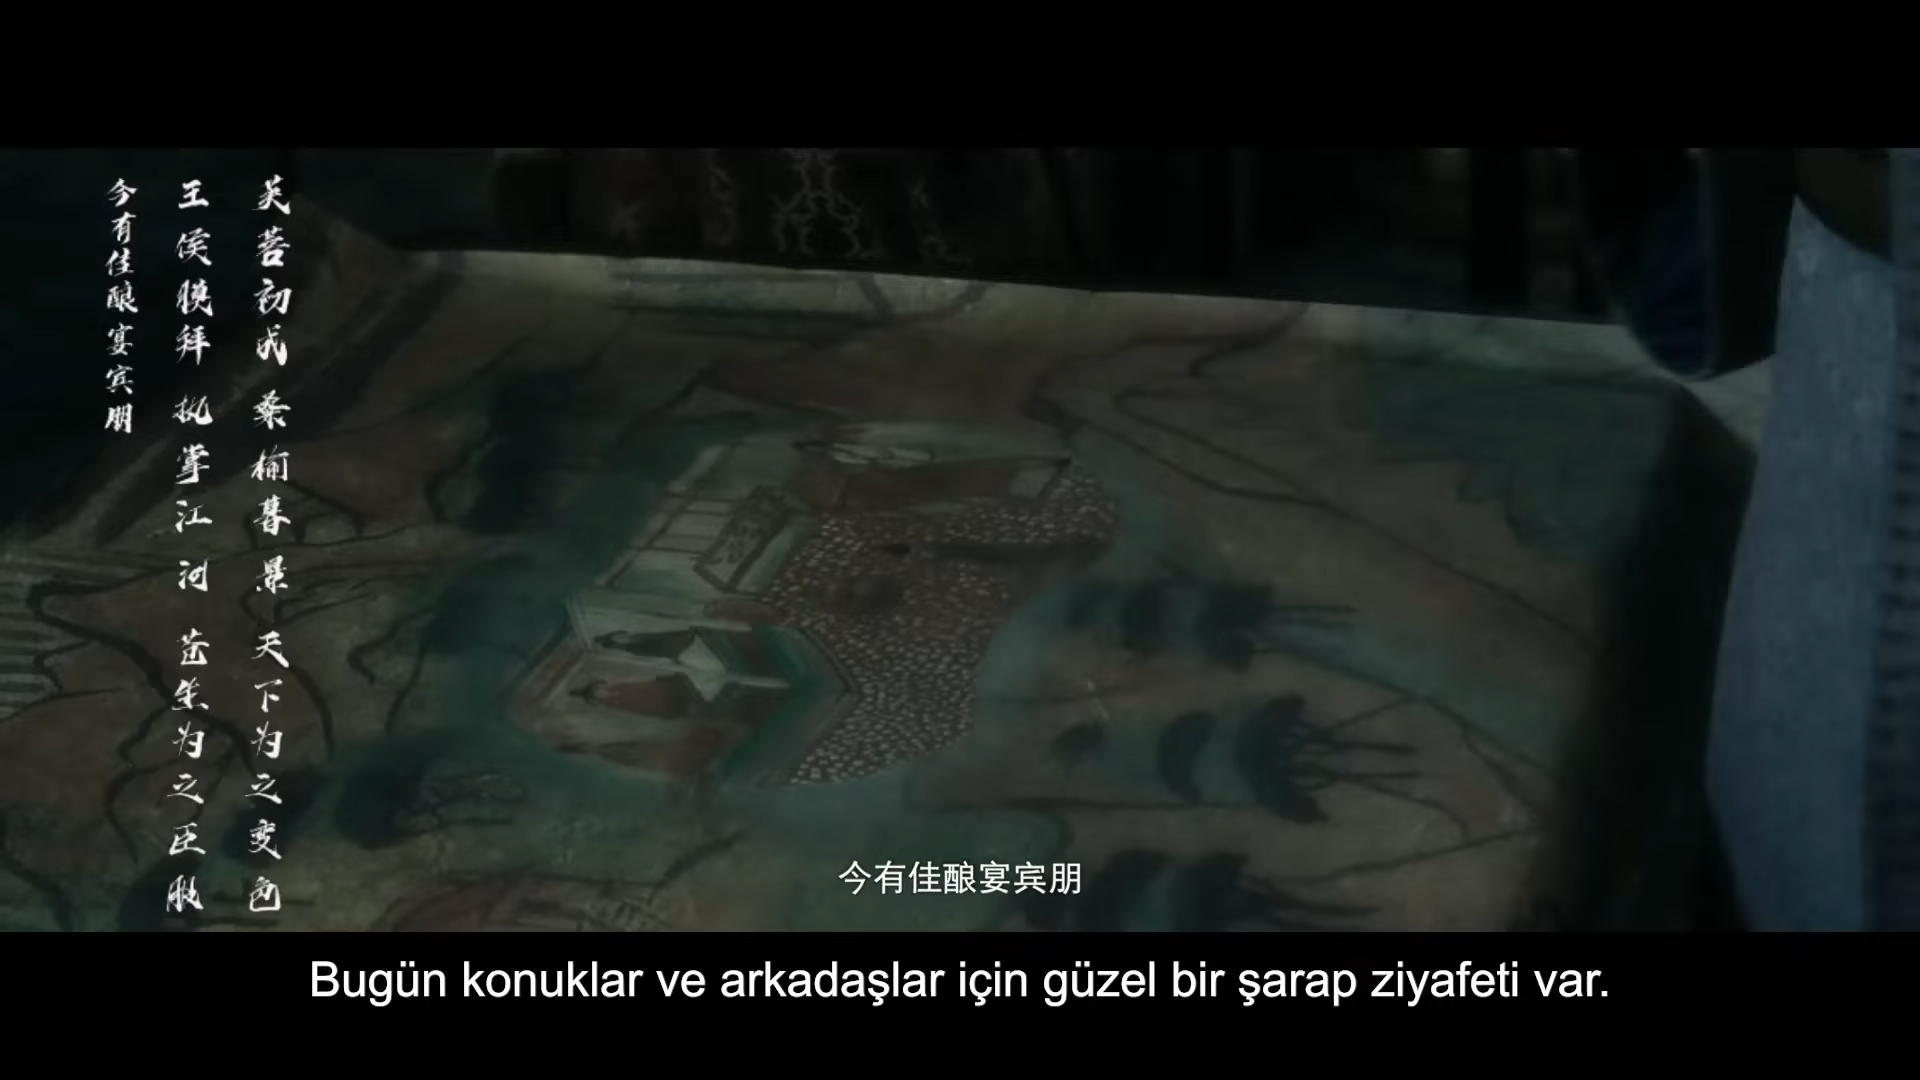 芙蓉初成 桑榆暮景 天下为之变色
王侯膜拜 执掌江河 苍生为之臣服
今有佳酿宴宾朋
今有佳酿宴宾朋
Bugün konuklar ve arkadaşlar için güzel bir şarap ziyafeti var.